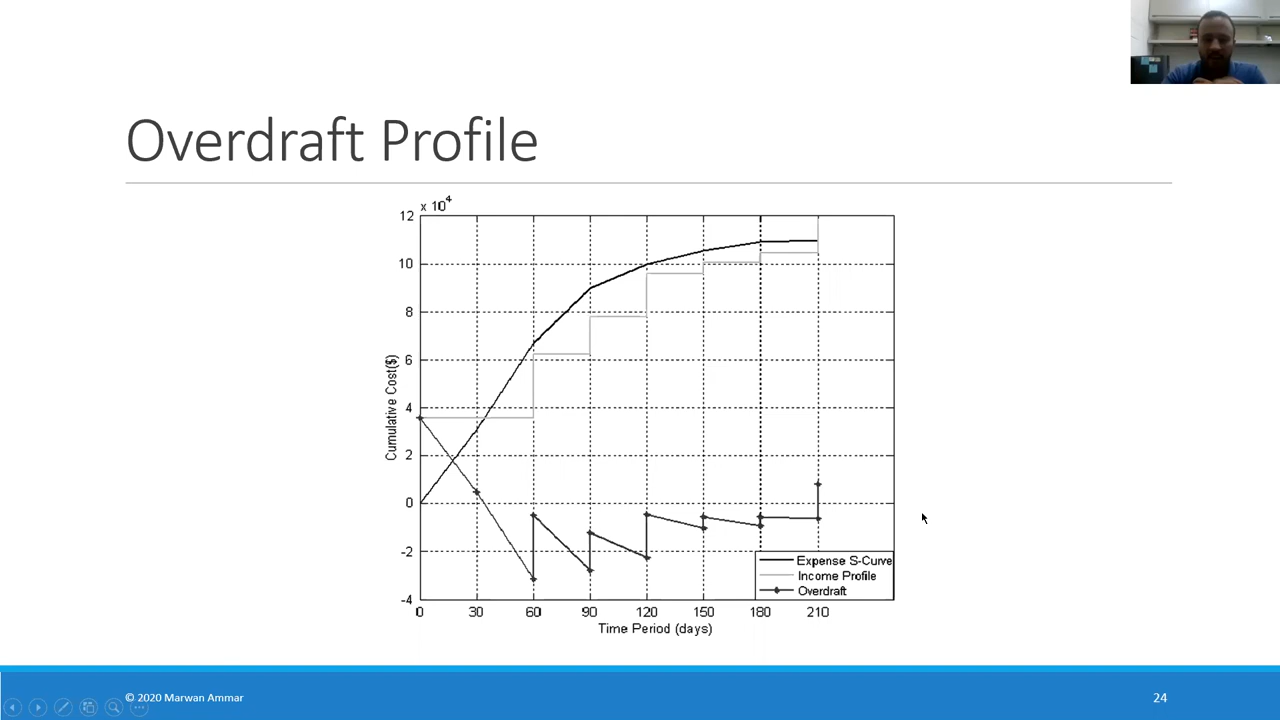 Overdraft Profile
x 10^4
12
10
8
6
4
2
0
-2
-4
Cumulative Cost($)
0 30 60 90 120 150 180 210
Time Period (days)
Expense S-Curve
Income Profile
Overdraft
© 2020 Marwan Ammar
24